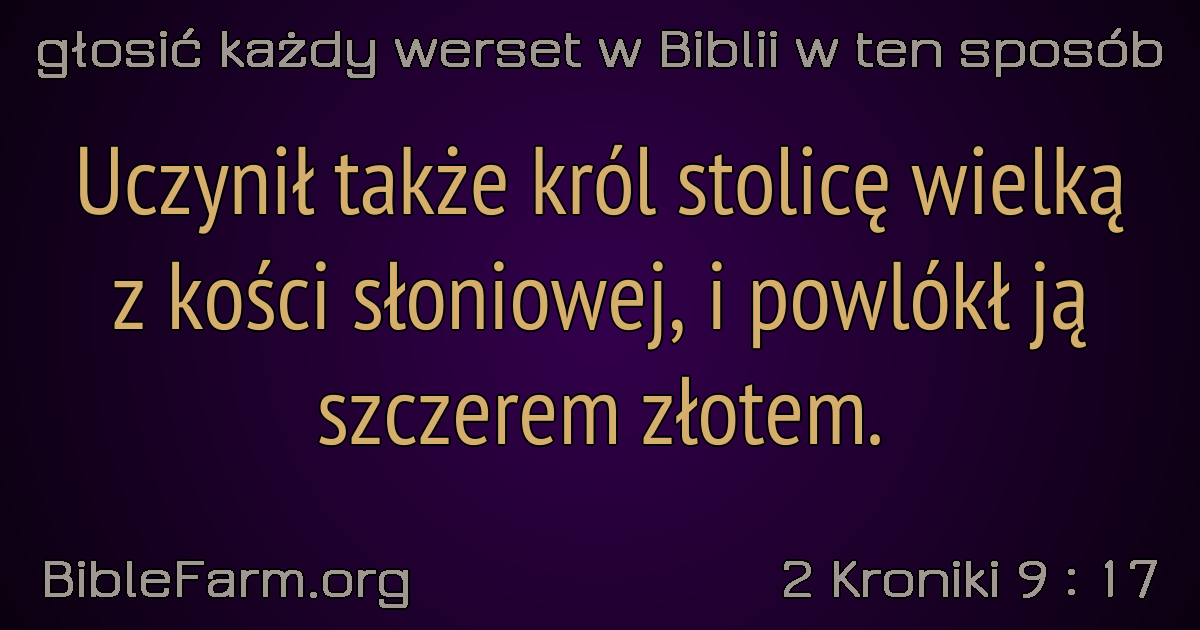 głosić każdy werset w Biblii w ten sposób
Uczynił także król stolicę wielką
z kości słoniowej, i powlókł ją
szczerem złotem.
BibleFarm.org
2 Kroniki 9 : 17